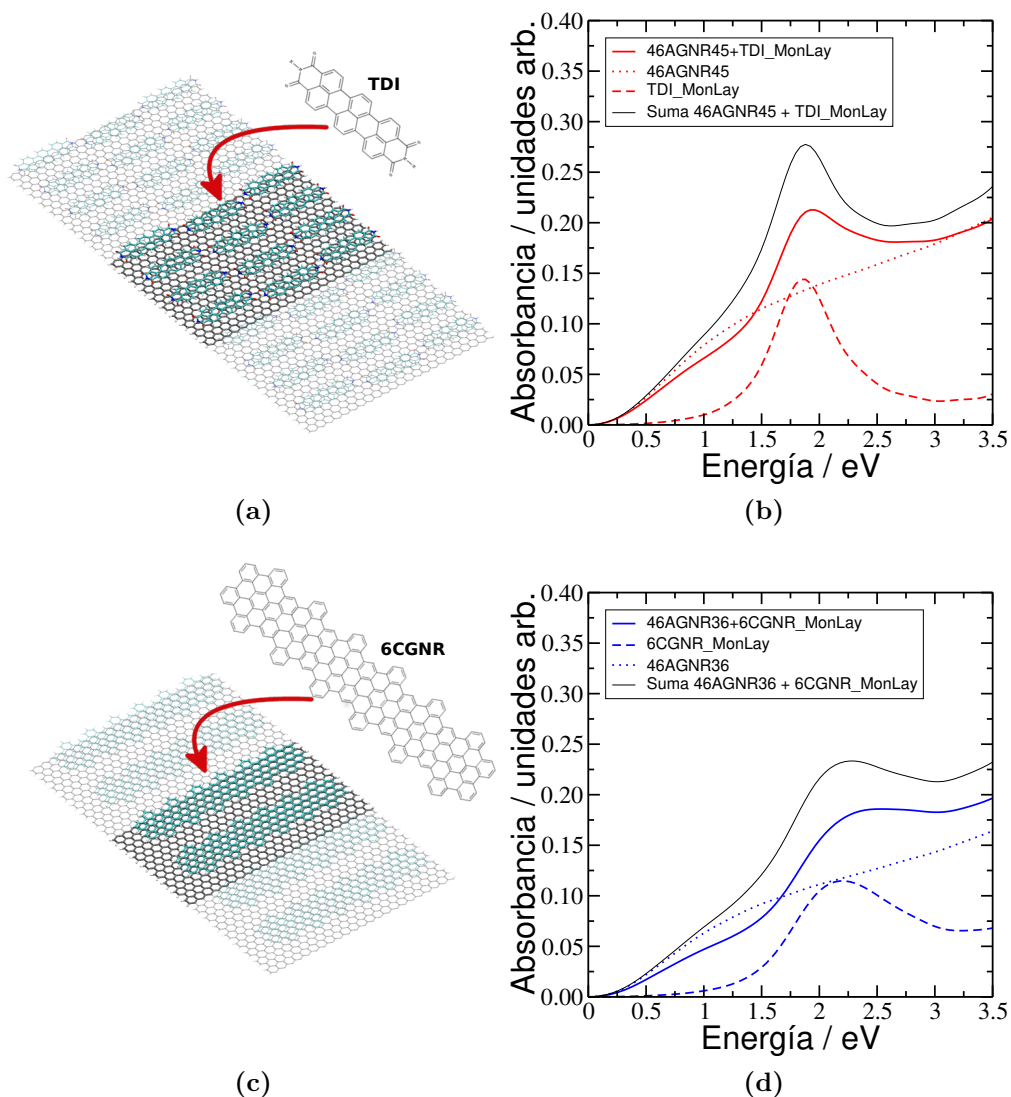 TDI
(a)
Absorbancia / unidades arb.
0.40
0.35
0.30
0.25
0.20
0.15
0.10
0.05
0.00
46AGNR45+TDI_MonLay
46AGNR45
TDI_MonLay
Suma 46AGNR45 + TDI_MonLay
0 0.5 1 1.5 2 2.5 3 3.5
Energía / eV
(b)
6CGNR
(c)
Absorbancia / unidades arb.
0.40
0.35
0.30
0.25
0.20
0.15
0.10
0.05
0.00
46AGNR36+6CGNR_MonLay
6CGNR_MonLay
46AGNR36
Suma 46AGNR36 + 6CGNR_MonLay
0 0.5 1 1.5 2 2.5 3 3.5
Energía / eV
(d)